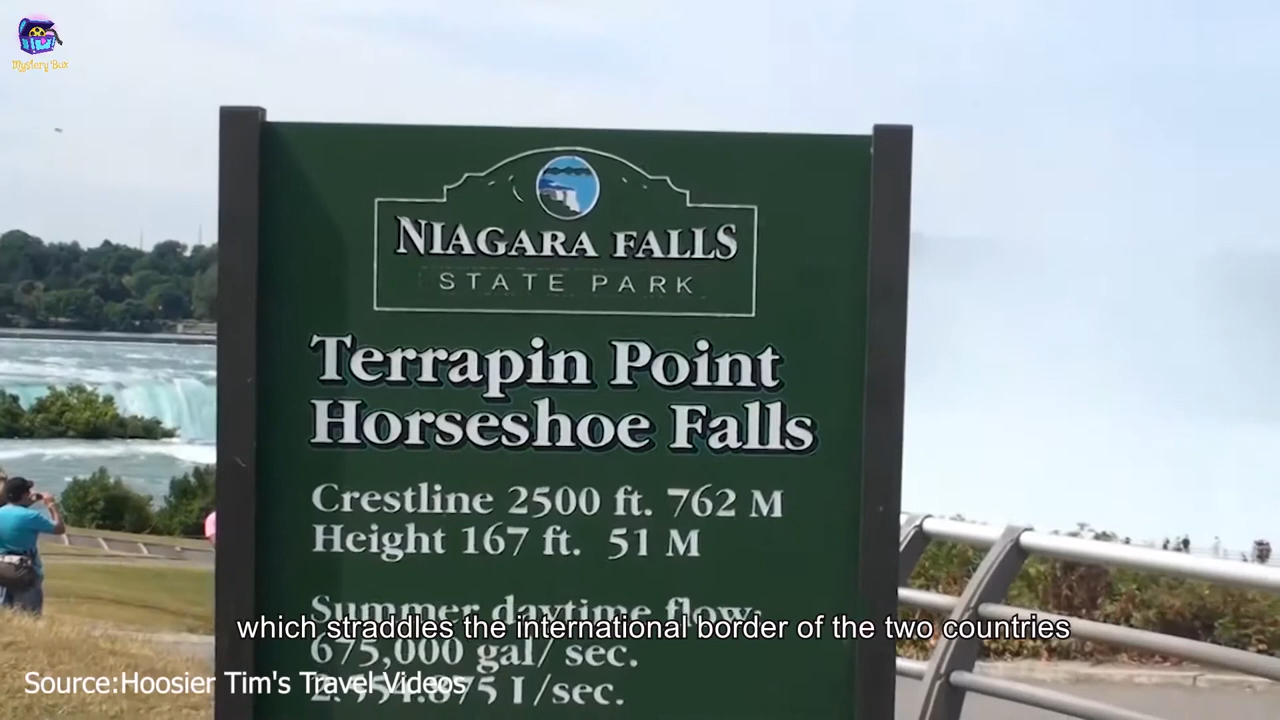 Mystery Box
NIAGARA FALLS
STATE PARK
Terrapin Point
Horseshoe Falls
Crestline 2500 ft. 762 M
Height 167 ft. 51 M
Summer daytime flow:
which straddles the international border of the two countries
675,000 gal/ sec.
Source:Hoosier Tim's Travel Videos
/sec.